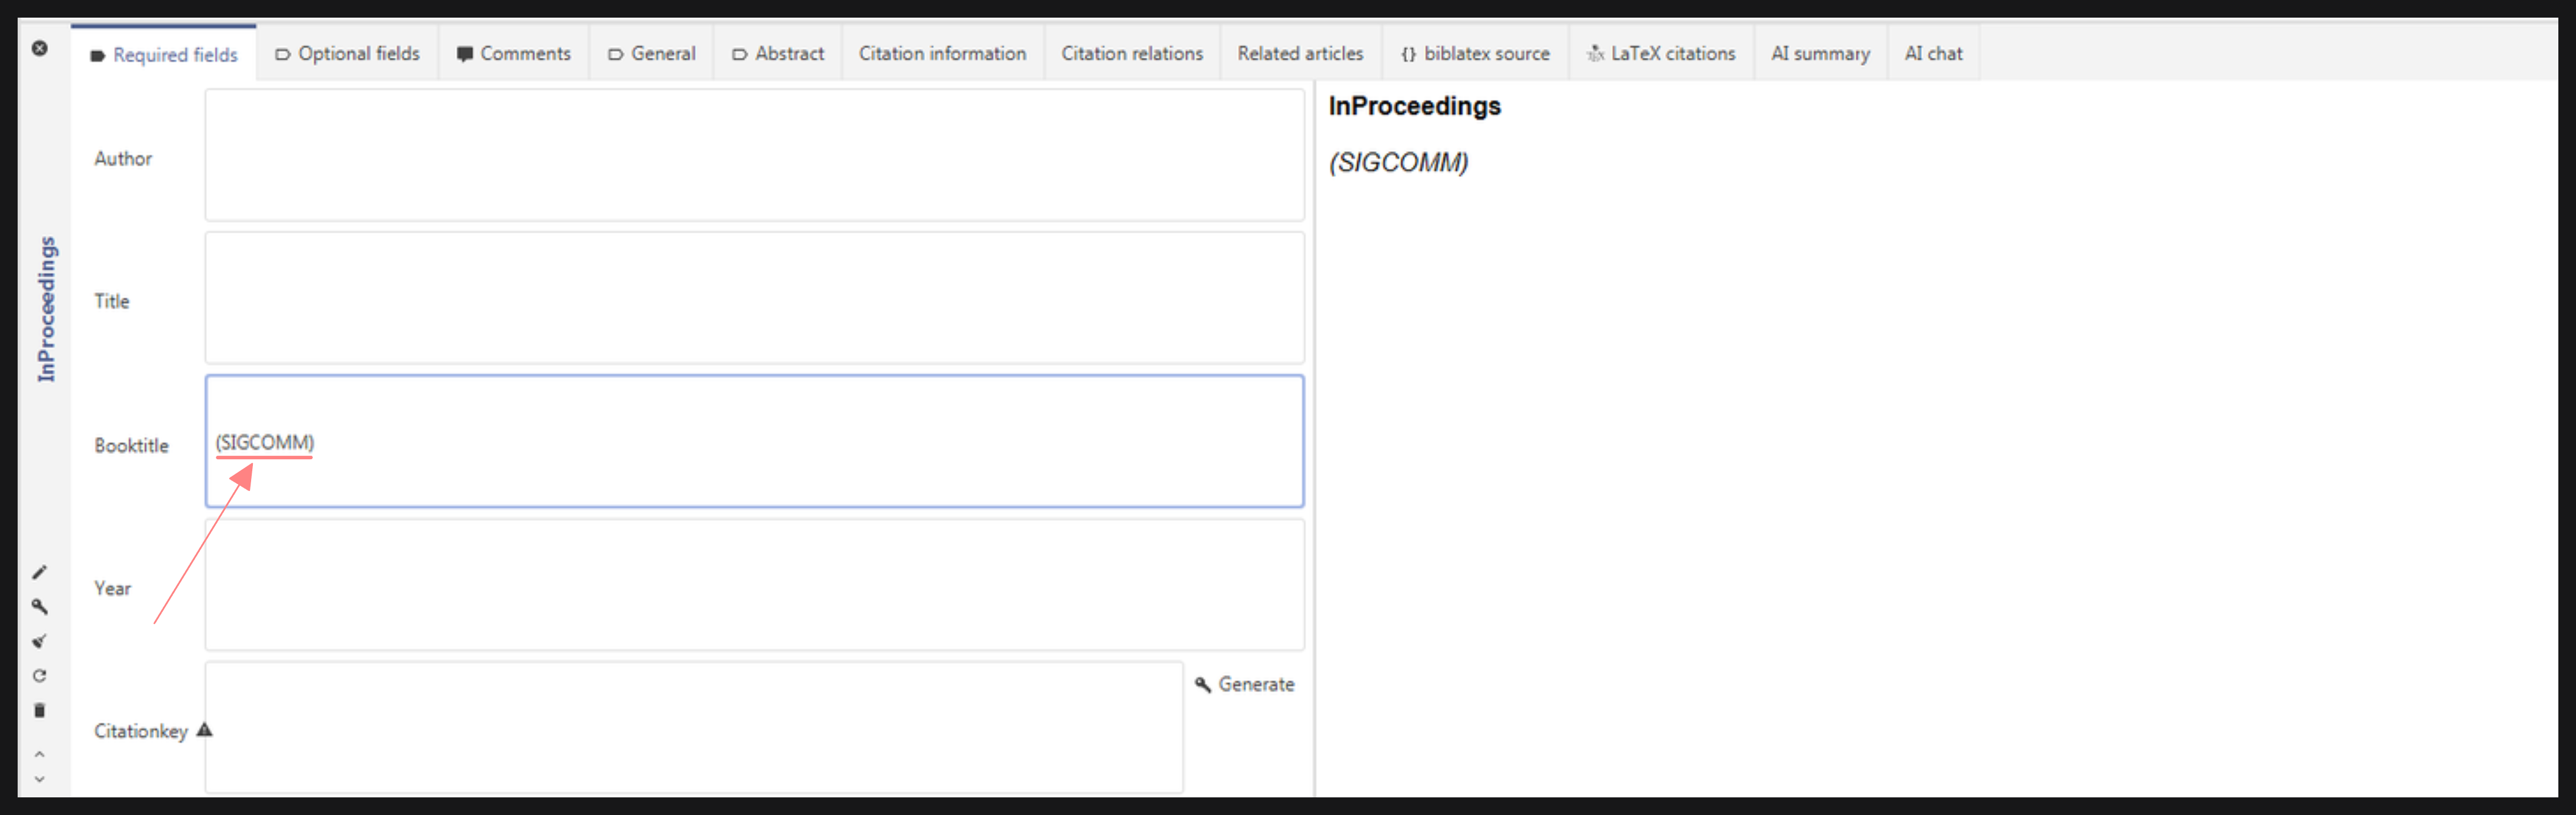 Required fields
Optional fields
Comments
General
Abstract
Citation information
Citation relations
Related articles
{} biblatex source
LaTeX citations
AI summary
AI chat
InProceedings
Author
Title
Booktitle
(SIGCOMM)
Year
Citationkey
Generate
InProceedings
(SIGCOMM)